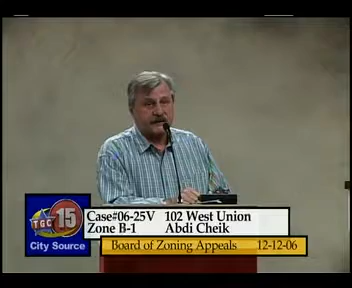 TGC 15
City Source
Case#06-25V 102 West Union
Zone B-1 Abdi Cheik
Board of Zoning Appeals 12-12-06